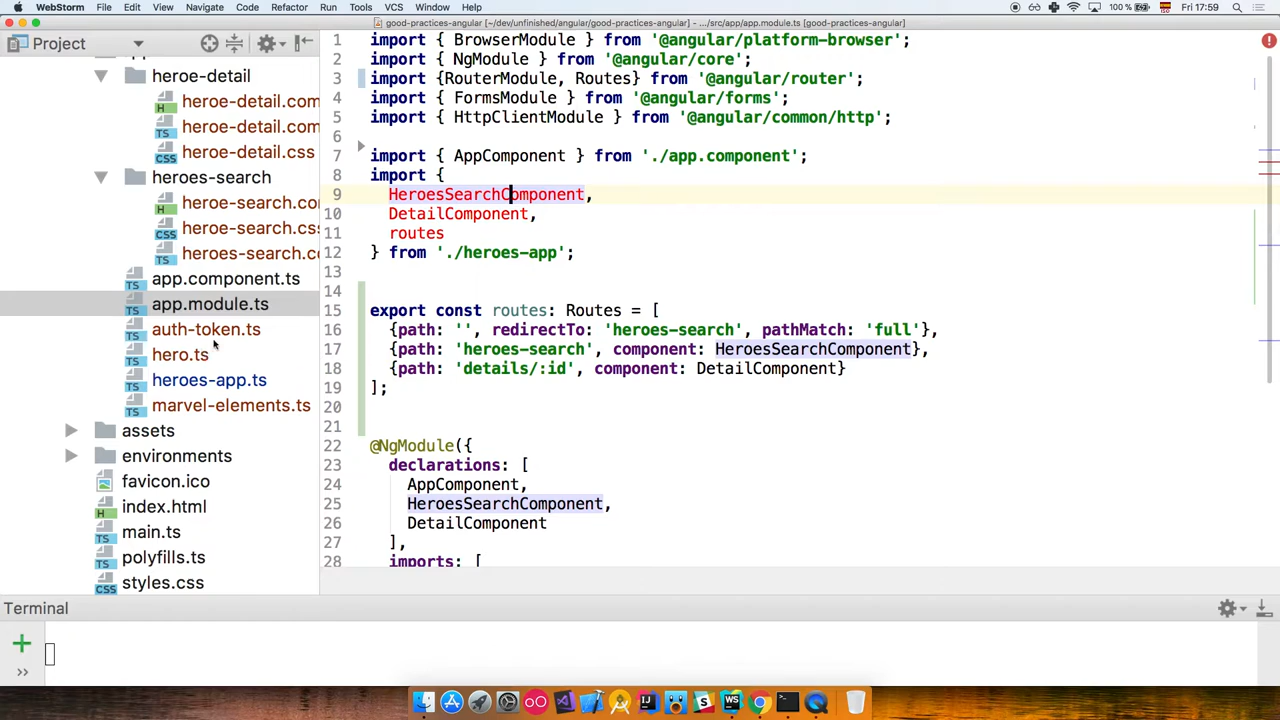 WebStorm File Edit View Navigate Code Refactor Run Tools VCS Window Help 100 % Fri 17:59
good-practices-angular [~/dev/unfinished/angular/good-practices-angular] - .../src/app/app.module.ts [good-practices-angular]
Project
heroe-detail
heroe-detail.com
heroe-detail.com
heroe-detail.css
heroes-search
heroe-search.co
heroe-search.cs
heroes-search.c
app.component.ts
app.module.ts
auth-token.ts
hero.ts
heroes-app.ts
marvel-elements.ts
assets
environments
favicon.ico
index.html
main.ts
polyfills.ts
styles.css
1 import { BrowserModule } from '@angular/platform-browser';
2 import { NgModule } from '@angular/core';
3 import {RouterModule, Routes} from '@angular/router';
4 import { FormsModule } from '@angular/forms';
5 import { HttpClientModule } from '@angular/common/http';
6
7 import { AppComponent } from './app.component';
8 import {
9 HeroesSearchComponent,
10 DetailComponent,
11 routes
12 } from './heroes-app';
13
14
15 export const routes: Routes = [
16 {path: '', redirectTo: 'heroes-search', pathMatch: 'full'},
17 {path: 'heroes-search', component: HeroesSearchComponent},
18 {path: 'details/:id', component: DetailComponent}
19 ];
20
21
22 @NgModule({
23 declarations: [
24 AppComponent,
25 HeroesSearchComponent,
26 DetailComponent
27 ],
28 imports: [
Terminal